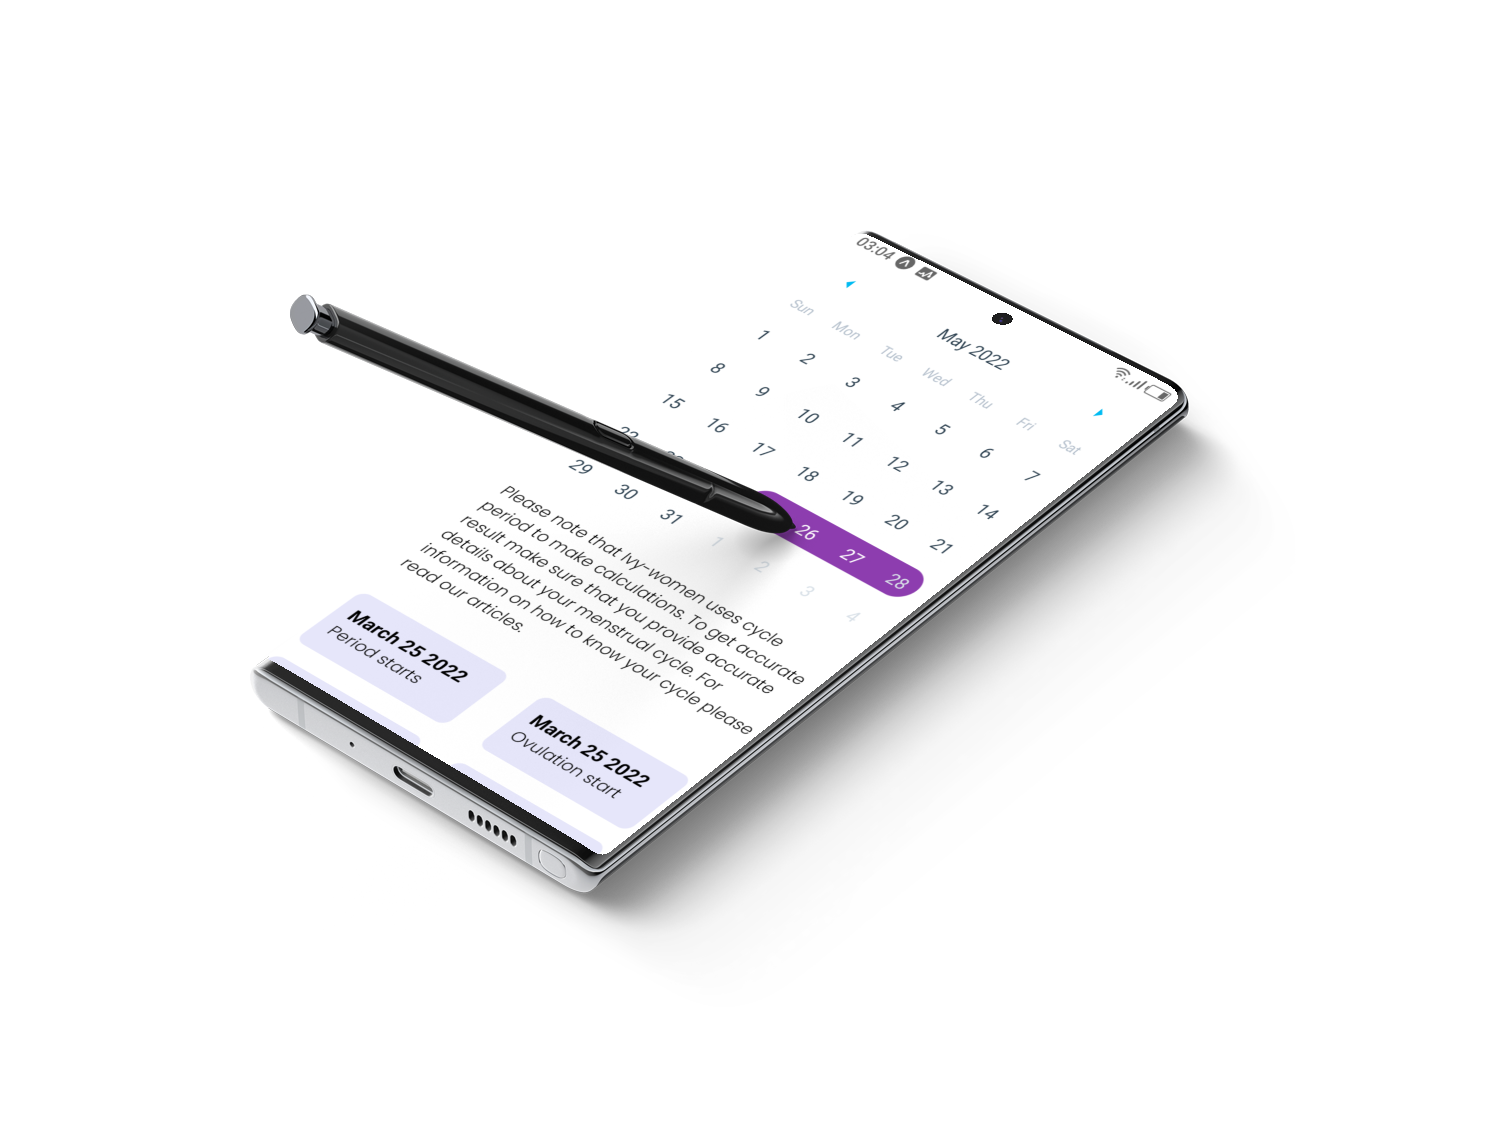 03:04
May 2022
Sun Mon Tue Wed Thu Fri Sat
1 2 3 4 5 6 7
8 9 10 11 12 13 14
15 16 17 18 19 20 21
26 27 28
29 30 31 1 2 3 4
Please note that Ivy-women uses cycle
period to make calculations. To get accurate
result make sure that you provide accurate
details about your menstrual cycle. For
information on how to know your cycle please
read our articles.
March 25 2022
Period starts
March 25 2022
Ovulation start